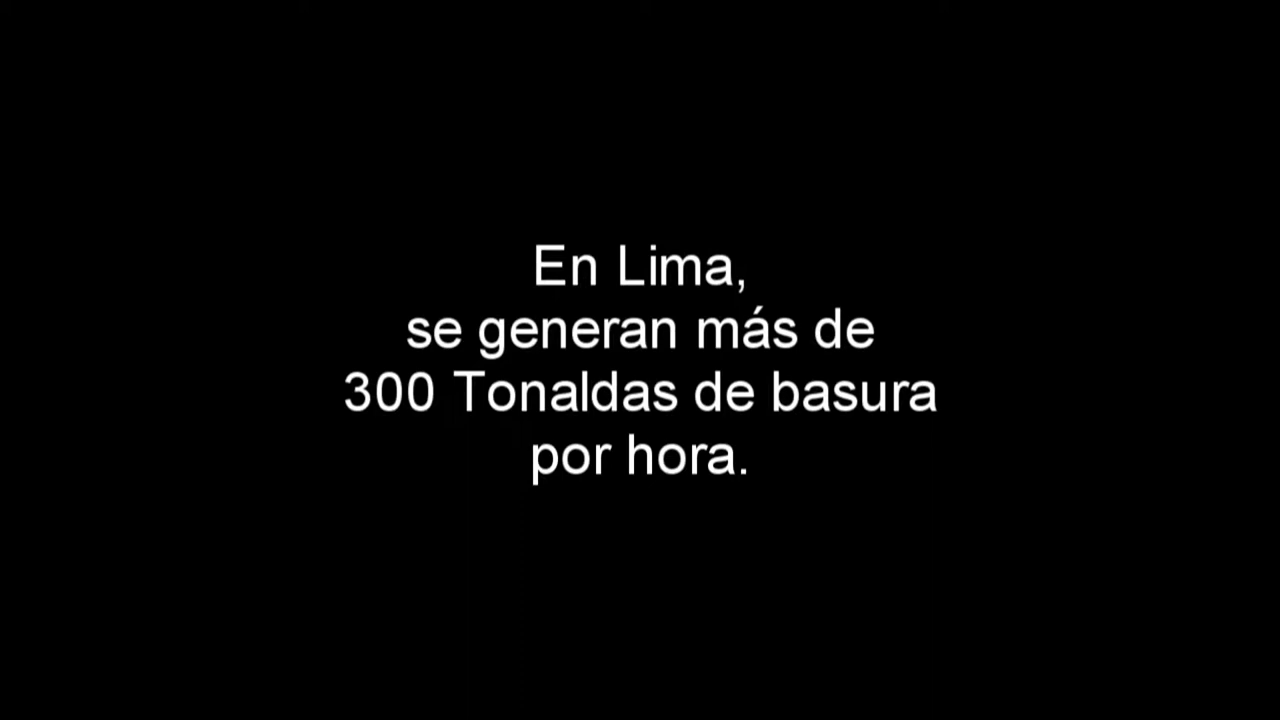 En Lima,
se generan más de
300 Tonaldas de basura
por hora.